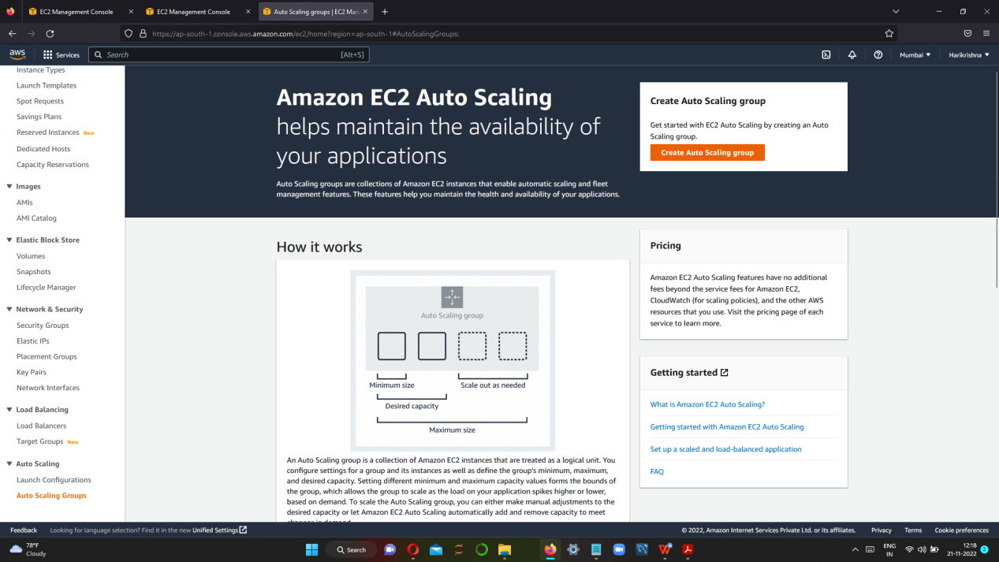 EC2 Management Console
EC2 Management Console
Auto Scaling groups | EC2 Man
https://ap-south-1.console.aws.amazon.com/ec2/home?region=ap-south-1#AutoScalingGroups:
aws
Services
Search
[Alt+S]
Mumbai
Harikrishna
Instance Types
Launch Templates
Spot Requests
Savings Plans
Reserved Instances New
Dedicated Hosts
Capacity Reservations
Images
AMIs
AMI Catalog
Elastic Block Store
Volumes
Snapshots
Lifecycle Manager
Network & Security
Security Groups
Elastic IPs
Placement Groups
Key Pairs
Network Interfaces
Load Balancing
Load Balancers
Target Groups New
Auto Scaling
Launch Configurations
Auto Scaling Groups
Amazon EC2 Auto Scaling
helps maintain the availability of
your applications
Auto Scaling groups are collections of Amazon EC2 instances that enable automatic scaling and fleet
management features. These features help you maintain the health and availability of your applications.
Create Auto Scaling group
Get started with EC2 Auto Scaling by creating an Auto
Scaling group.
Create Auto Scaling group
How it works
Auto Scaling group
Minimum size
Scale out as needed
Desired capacity
Maximum size
An Auto Scaling group is a collection of Amazon EC2 instances that are treated as a logical unit. You
configure settings for a group and its instances as well as define the group's minimum, maximum,
and desired capacity. Setting different minimum and maximum capacity values forms the bounds of
the group, which allows the group to scale as the load on your application spikes higher or lower,
based on demand. To scale the Auto Scaling group, you can either make manual adjustments to the
desired capacity or let Amazon EC2 Auto Scaling automatically add and remove capacity to meet
changes in demand.
Pricing
Amazon EC2 Auto Scaling features have no additional
fees beyond the service fees for Amazon EC2,
CloudWatch (for scaling policies), and the other AWS
resources that you use. Visit the pricing page of each
service to learn more.
Getting started
What is Amazon EC2 Auto Scaling?
Getting started with Amazon EC2 Auto Scaling
Set up a scaled and load-balanced application
FAQ
Feedback
Looking for language selection? Find it in the new Unified Settings
© 2022, Amazon Internet Services Private Ltd. or its affiliates.
Privacy
Terms
Cookie preferences
78°F
Cloudy
Search
ENG
IN
12:18
21-11-2022
2